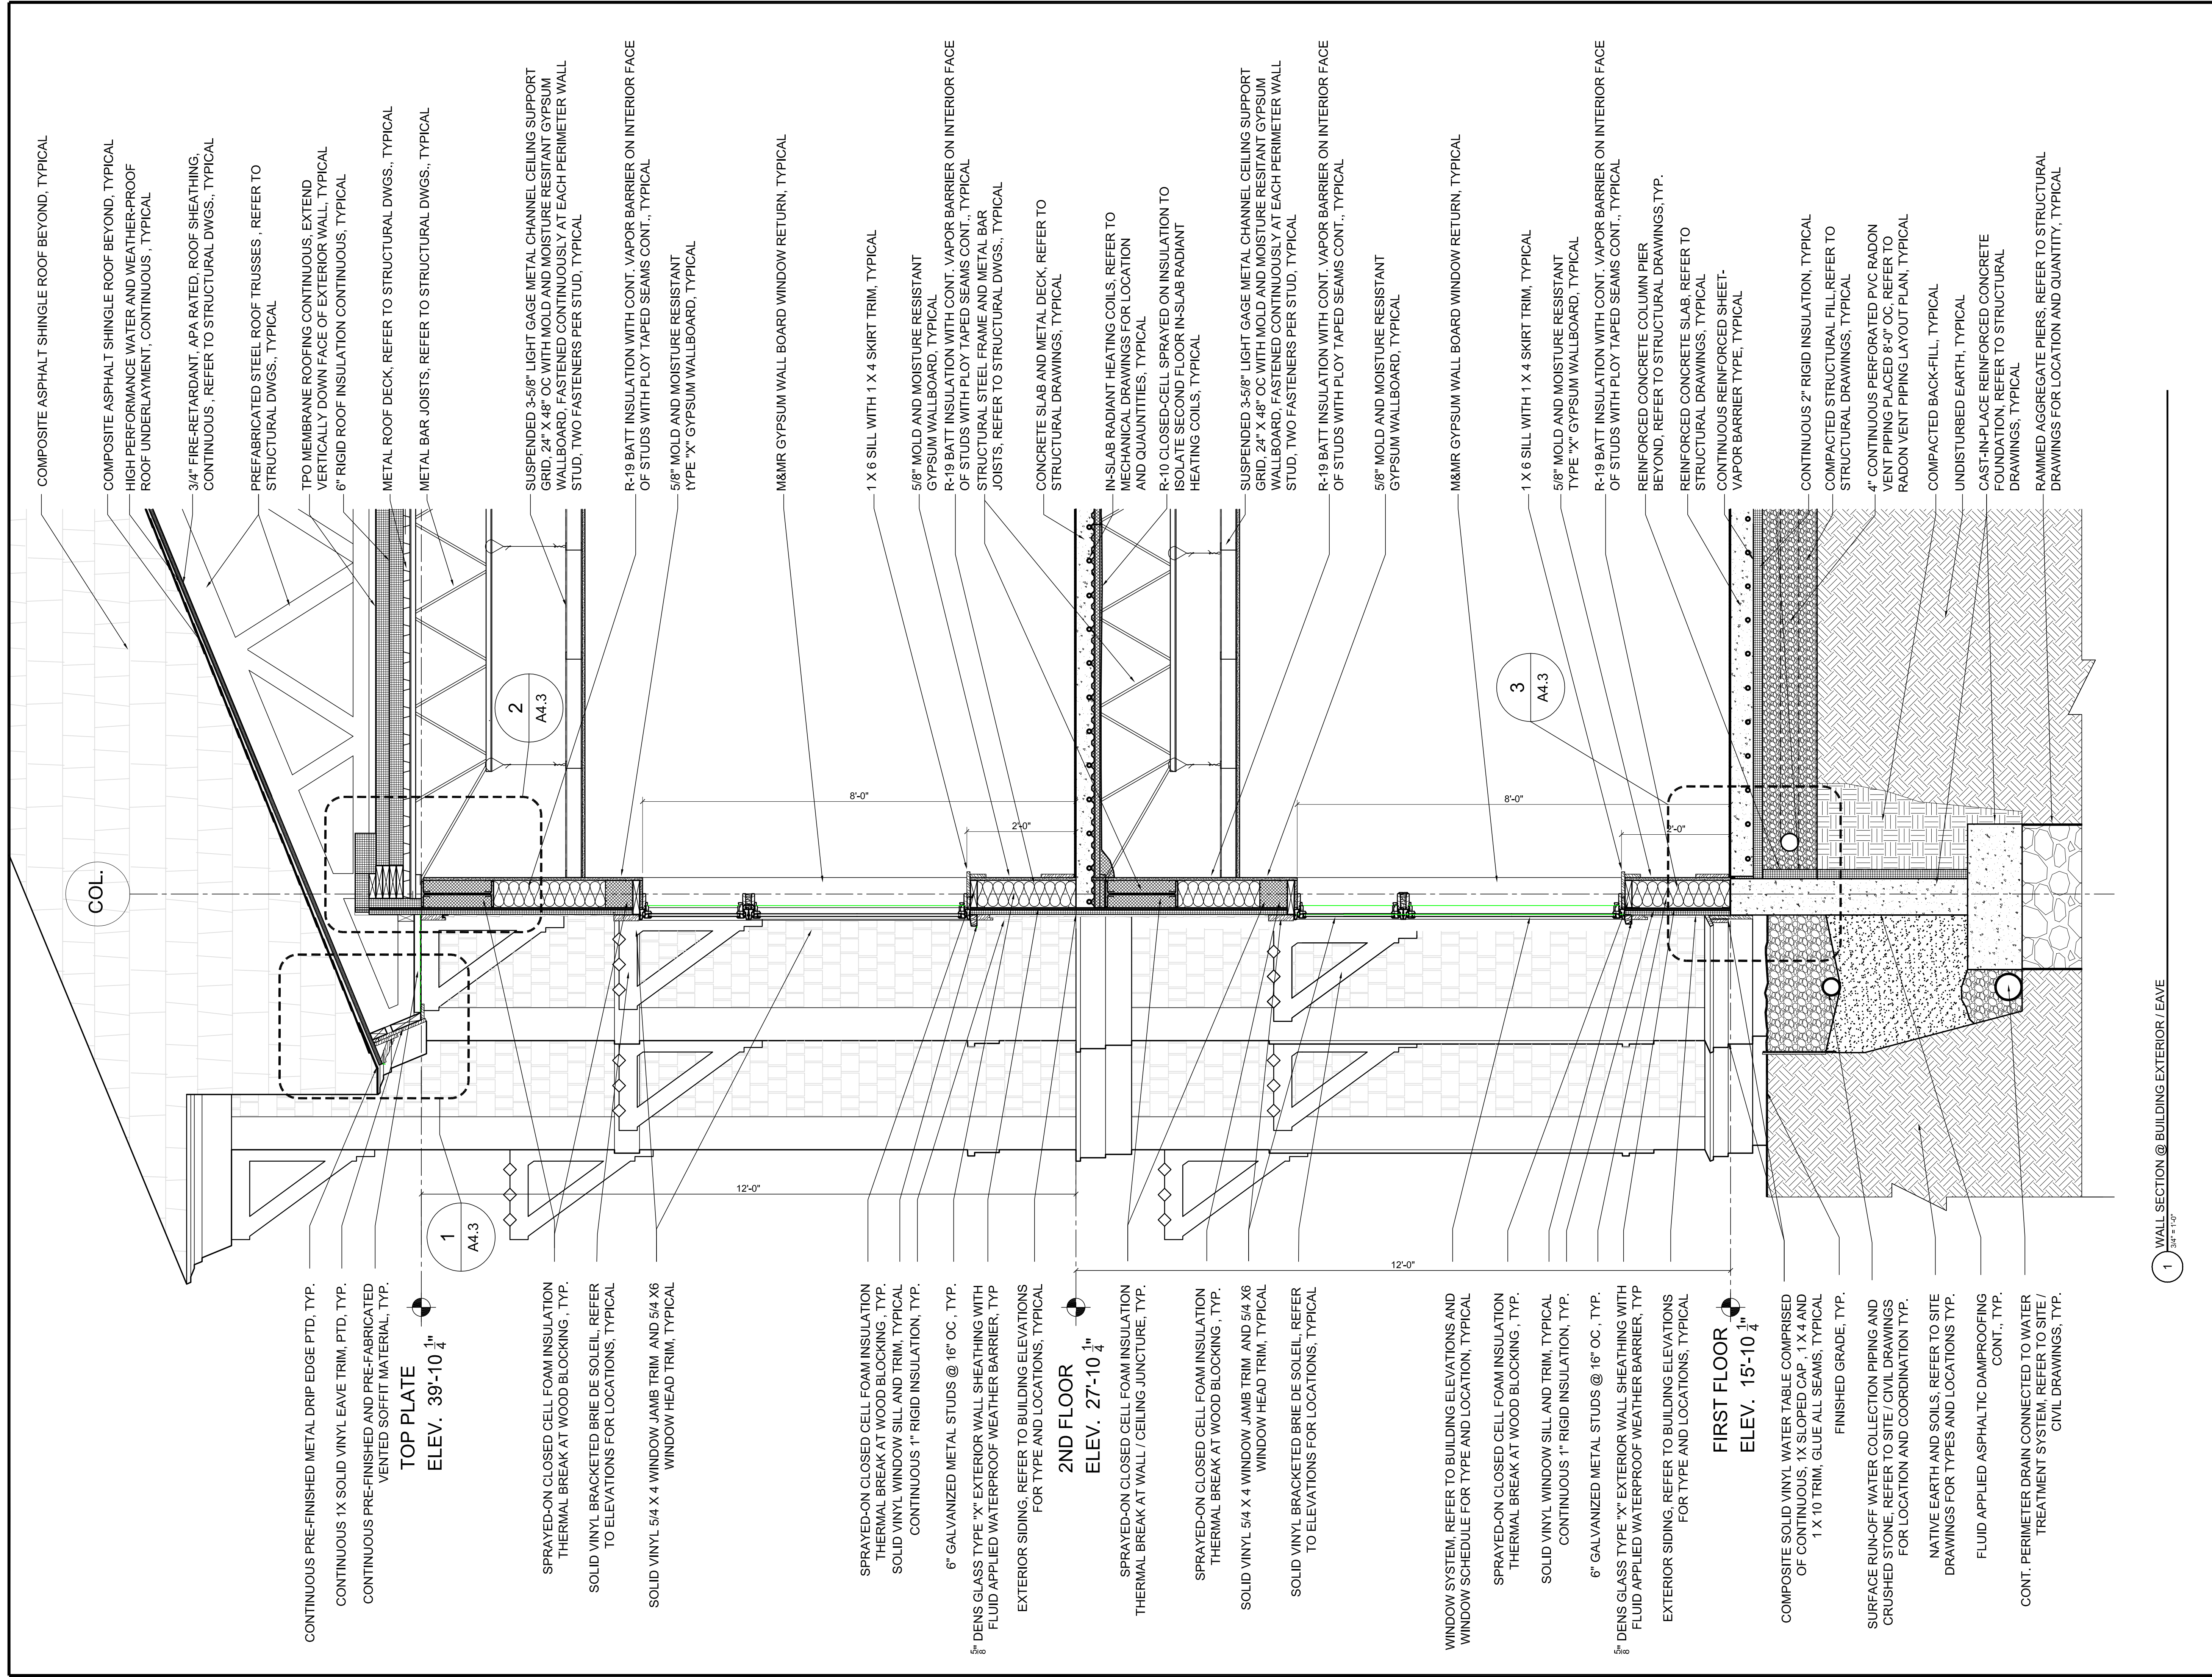 COMPOSITE ASPHALT SHINGLE ROOF BEYOND, TYPICAL
COMPOSITE ASPHALT SHINGLE ROOF BEYOND, TYPICAL
HIGH PERFORMANCE WATER AND WEATHER-PROOF
ROOF UNDERLAYMENT, CONTINUOUS , TYPICAL
3/4" FIRE-RETARDANT, APA RATED, ROOF SHEATHING,
CONTINUOUS , REFER TO STRUCTURAL DWGS., TYPICAL
PREFABRICATED STEEL ROOF TRUSSES , REFER TO
STRUCTURAL DWGS., TYPICAL
TPO MEMBRANE ROOFING CONTINUOUS, EXTEND
VERTICALLY DOWN FACE OF EXTERIOR WALL, TYPICAL
6" RIGID ROOF INSULATION CONTINUOUS, TYPICAL
METAL ROOF DECK, REFER TO STRUCTURAL DWGS., TYPICAL
METAL BAR JOISTS, REFER TO STRUCTURAL DWGS., TYPICAL
SUSPENDED 3-5/8" LIGHT GAGE METAL CHANNEL CEILING SUPPORT
GRID, 24" X 48" OC WITH MOLD AND MOISTURE RESITANT GYPSUM
WALLBOARD, FASTENED CONTINUOUSLY AT EACH PERIMETER WALL
STUD, TWO FASTENERS PER STUD, TYPICAL
R-19 BATT INSULATION WITH CONT. VAPOR BARRIER ON INTERIOR FACE
OF STUDS WITH PLOY TAPED SEAMS CONT., TYPICAL
5/8" MOLD AND MOISTURE RESISTANT
tYPE "X" GYPSUM WALLBOARD, TYPICAL
M&MR GYPSUM WALL BOARD WINDOW RETURN, TYPICAL
1 X 6 SILL WITH 1 X 4 SKIRT TRIM, TYPICAL
5/8" MOLD AND MOISTURE RESISTANT
GYPSUM WALLBOARD, TYPICAL
R-19 BATT INSULATION WITH CONT. VAPOR BARRIER ON INTERIOR FACE
OF STUDS WITH PLOY TAPED SEAMS CONT., TYPICAL
STRUCTURAL STEEL FRAME AND METAL BAR
JOISTS, REFER TO STRUCTURAL DWGS., TYPICAL
CONCRETE SLAB AND METAL DECK, REFER TO
STRUCTURAL DRAWINGS, TYPICAL
IN-SLAB RADIANT HEATING COILS, REFER TO
MECHANICAL DRAWINGS FOR LOCATION
AND QUAUNTITIES, TYPICAL
R-10 CLOSED-CELL SPRAYED ON INSULATION TO
ISOLATE SECOND FLOOR IN-SLAB RADIANT
HEATING COILS, TYPICAL
SUSPENDED 3-5/8" LIGHT GAGE METAL CHANNEL CEILING SUPPORT
GRID, 24" X 48" OC WITH MOLD AND MOISTURE RESITANT GYPSUM
WALLBOARD, FASTENED CONTINUOUSLY AT EACH PERIMETER WALL
STUD, TWO FASTENERS PER STUD, TYPICAL
R-19 BATT INSULATION WITH CONT. VAPOR BARRIER ON INTERIOR FACE
OF STUDS WITH PLOY TAPED SEAMS CONT., TYPICAL
5/8" MOLD AND MOISTURE RESISTANT
GYPSUM WALLBOARD, TYPICAL
M&MR GYPSUM WALL BOARD WINDOW RETURN, TYPICAL
1 X 6 SILL WITH 1 X 4 SKIRT TRIM, TYPICAL
5/8" MOLD AND MOISTURE RESISTANT
TYPE "X" GYPSUM WALLBOARD, TYPICAL
R-19 BATT INSULATION WITH CONT. VAPOR BARRIER ON INTERIOR FACE
OF STUDS WITH PLOY TAPED SEAMS CONT., TYPICAL
REINFORCED CONCRETE COLUMN PIER
BEYOND, REFER TO STRUCTURAL DRAWINGS,TYP.
REINFORCED CONCRETE SLAB, REFER TO
STRUCTURAL DRAWINGS, TYPICAL
CONTINUOUS REINFORCED SHEET-
VAPOR BARRIER TYPE, TYPICAL
CONTINUOUS 2" RIGID INSULATION, TYPICAL
COMPACTED STRUCTURAL FILL,REFER TO
STRUCTURAL DRAWINGS, TYPICAL
4" CONTINUOUS PERFORATED PVC RADON
VENT PIPING PLACED 8'-0" OC, REFER TO
RADON VENT PIPING LAYOUT PLAN, TYPICAL
COMPACTED BACK-FILL, TYPICAL
UNDISTURBED EARTH, TYPICAL
CAST-IN-PLACE REINFORCED CONCRETE
FOUNDATION, REFER TO STRUCTURAL
DRAWINGS, TYPICAL
RAMMED AGGREGATE PIERS, REFER TO STRUCTURAL
DRAWINGS FOR LOCATION AND QUANTITY, TYPICAL
COL.
2
A4.3
3
A4.3
1
A4.3
8'-0"
2'-0"
8'-0"
2'-0"
12'-0"
12'-0"
CONTINUOUS PRE-FINISHED METAL DRIP EDGE PTD, TYP.
CONTINUOUS 1X SOLID VINYL EAVE TRIM, PTD, TYP.
CONTINUOUS PRE-FINISHED AND PRE-FABRICATED
VENTED SOFFIT MATERIAL, TYP.
TOP PLATE
ELEV. 39'-10 1/4"
SPRAYED-ON CLOSED CELL FOAM INSULATION
THERMAL BREAK AT WOOD BLOCKING , TYP.
SOLID VINYL BRACKETED BRIE DE SOLEIL, REFER
TO ELEVATIONS FOR LOCATIONS, TYPICAL
SOLID VINYL 5/4 X 4 WINDOW JAMB TRIM AND 5/4 X6
WINDOW HEAD TRIM, TYPICAL
SPRAYED-ON CLOSED CELL FOAM INSULATION
THERMAL BREAK AT WOOD BLOCKING , TYP.
SOLID VINYL WINDOW SILL AND TRIM, TYPICAL
CONTINUOUS 1" RIGID INSULATION, TYP.
6" GALVANIZED METAL STUDS @ 16" OC , TYP.
5/8" DENS GLASS TYPE "X" EXTERIOR WALL SHEATHING WITH
FLUID APPLIED WATERPROOF WEATHER BARRIER, TYP
EXTERIOR SIDING, REFER TO BUILDING ELEVATIONS
FOR TYPE AND LOCATIONS, TYPICAL
2ND FLOOR
ELEV. 27'-10 1/4"
SPRAYED-ON CLOSED CELL FOAM INSULATION
THERMAL BREAK AT WALL / CEILING JUNCTURE, TYP.
SPRAYED-ON CLOSED CELL FOAM INSULATION
THERMAL BREAK AT WOOD BLOCKING , TYP.
SOLID VINYL 5/4 X 4 WINDOW JAMB TRIM AND 5/4 X6
WINDOW HEAD TRIM, TYPICAL
SOLID VINYL BRACKETED BRIE DE SOLEIL, REFER
TO ELEVATIONS FOR LOCATIONS, TYPICAL
WINDOW SYSTEM, REFER TO BUILDING ELEVATIONS AND
WINDOW SCHEDULE FOR TYPE AND LOCATION, TYPICAL
SPRAYED-ON CLOSED CELL FOAM INSULATION
THERMAL BREAK AT WOOD BLOCKING , TYP.
SOLID VINYL WINDOW SILL AND TRIM, TYPICAL
CONTINUOUS 1" RIGID INSULATION, TYP.
6" GALVANIZED METAL STUDS @ 16" OC , TYP.
5/8" DENS GLASS TYPE "X" EXTERIOR WALL SHEATHING WITH
FLUID APPLIED WATERPROOF WEATHER BARRIER, TYP
EXTERIOR SIDING, REFER TO BUILDING ELEVATIONS
FOR TYPE AND LOCATIONS, TYPICAL
FIRST FLOOR
ELEV. 15'-10 1/4"
COMPOSITE SOLID VINYL WATER TABLE COMPRISED
OF CONTINUOUS, 1X SLOPED CAP , 1 X 4 AND
1 X 10 TRIM, GLUE ALL SEAMS, TYPICAL
FINISHED GRADE, TYP.
SURFACE RUN-OFF WATER COLLECTION PIPING AND
CRUSHED STONE, REFER TO SITE / CIVIL DRAWINGS
FOR LOCATION AND COORDINATION TYP.
NATIVE EARTH AND SOILS, REFER TO SITE
DRAWINGS FOR TYPES AND LOCATIONS TYP.
FLUID APPLIED ASPHALTIC DAMPROOFING
CONT., TYP.
CONT. PERIMETER DRAIN CONNECTED TO WATER
TREATMENT SYSTEM, REFER TO SITE /
CIVIL DRAWINGS, TYP.
1
WALL SECTION @ BUILDING EXTERIOR / EAVE
3/4" = 1'-0"